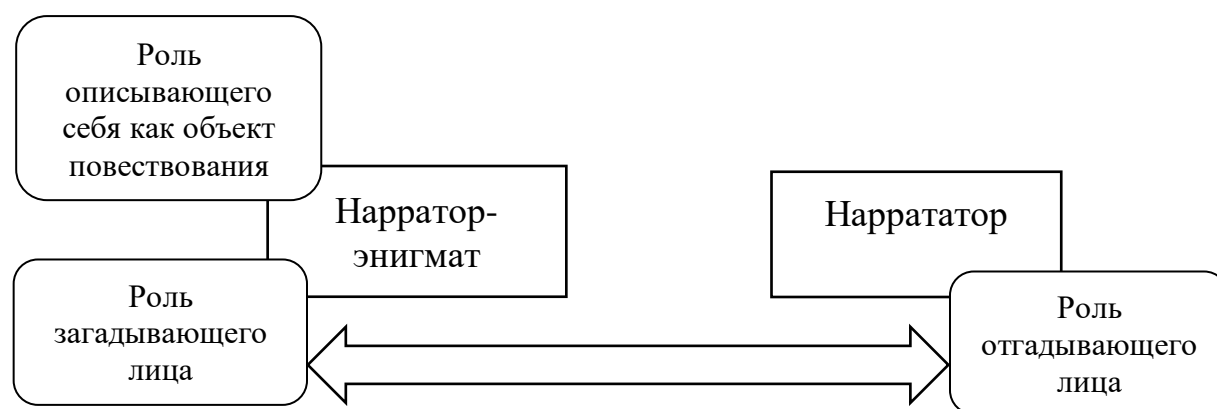 Роль
описывающего
себя как объект
повествования
Нарратор-
энигмат
Наррататор
Роль
загадывающего
лица
Роль
отгадывающего
лица